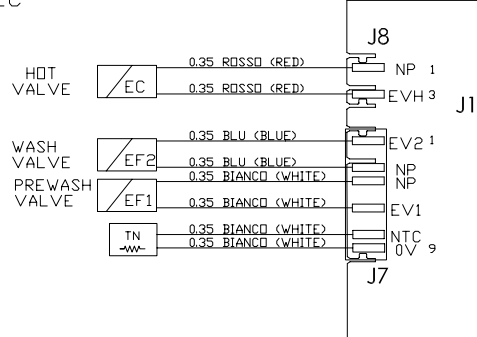 J8
0.35 ROSSO (RED)
HOT
VALVE
EC
NP 1
0.35 ROSSO (RED)
EVH 3
J1
0.35 BLU (BLUE)
WASH
VALVE
EF2
EV2 1
0.35 BLU (BLUE)
NP
0.35 BIANCO (WHITE)
NP
PREWASH
VALVE
EF1
0.35 BIANCO (WHITE)
EV1
TN
0.35 BIANCO (WHITE)
NTC
0.35 BIANCO (WHITE)
0V 9
J7